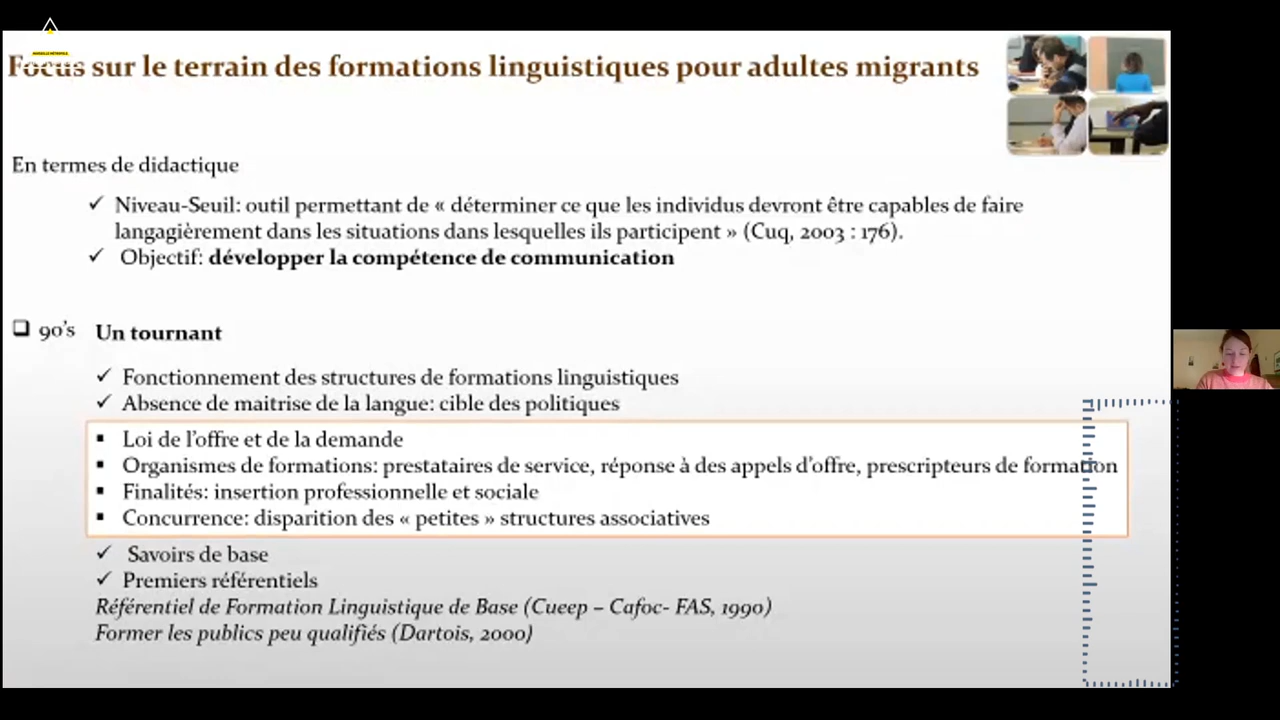 MARSEILLE MÉTROPOLE
Focus sur le terrain des formations linguistiques pour adultes migrants
En termes de didactique
✓ Niveau-Seuil: outil permettant de « déterminer ce que les individus devront être capables de faire
langagièrement dans les situations dans lesquelles ils participent » (Cuq, 2003 : 176).
✓ Objectif: développer la compétence de communication
❑ 90's Un tournant
✓ Fonctionnement des structures de formations linguistiques
✓ Absence de maitrise de la langue: cible des politiques
▪ Loi de l'offre et de la demande
▪ Organismes de formations: prestataires de service, réponse à des appels d'offre, prescripteurs de formation
▪ Finalités: insertion professionnelle et sociale
▪ Concurrence: disparition des « petites » structures associatives
✓ Savoirs de base
✓ Premiers référentiels
Référentiel de Formation Linguistique de Base (Cueep – Cafoc- FAS, 1990)
Former les publics peu qualifiés (Dartois, 2000)